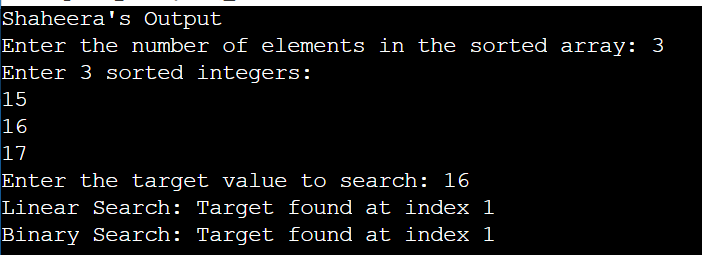 Shaheera's Output
Enter the number of elements in the sorted array: 3
Enter 3 sorted integers:
15
16
17
Enter the target value to search: 16
Linear Search: Target found at index 1
Binary Search: Target found at index 1